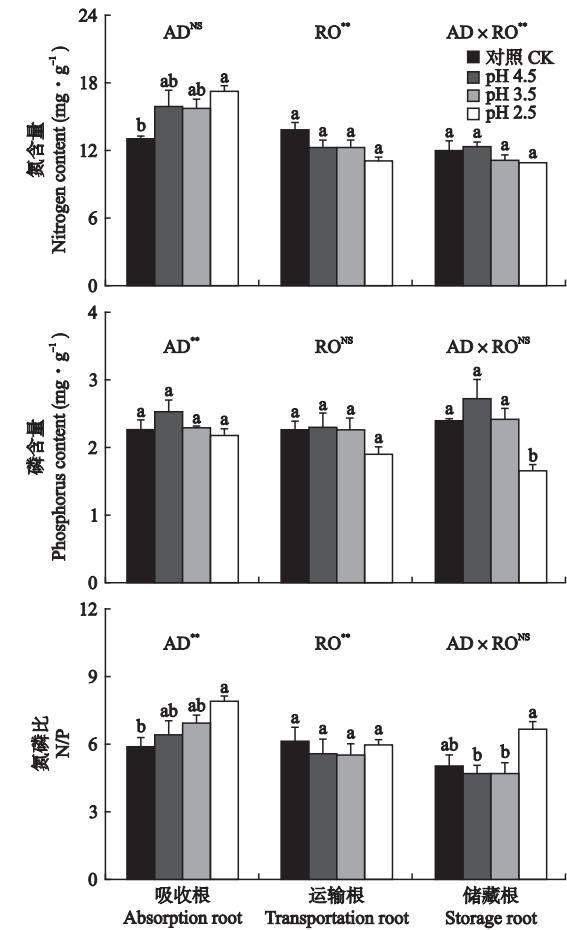 24
18
12
6
0
氮含量
Nitrogen content (mg·g⁻¹)
AD^NS
RO**
AD × RO**
对照 CK
pH 4.5
pH 3.5
pH 2.5
b ab ab a
a a a a
a a a a
4
3
2
1
0
磷含量
Phosphorus content (mg·g⁻¹)
AD**
RO^NS
AD × RO^NS
a a a a
a a a a
a a a b
12
9
6
3
0
氮磷比
N/P
AD**
RO**
AD × RO^NS
b ab ab a
a a a a
ab b b a
吸收根 运输根 储藏根
Absorption root Transportation root Storage root